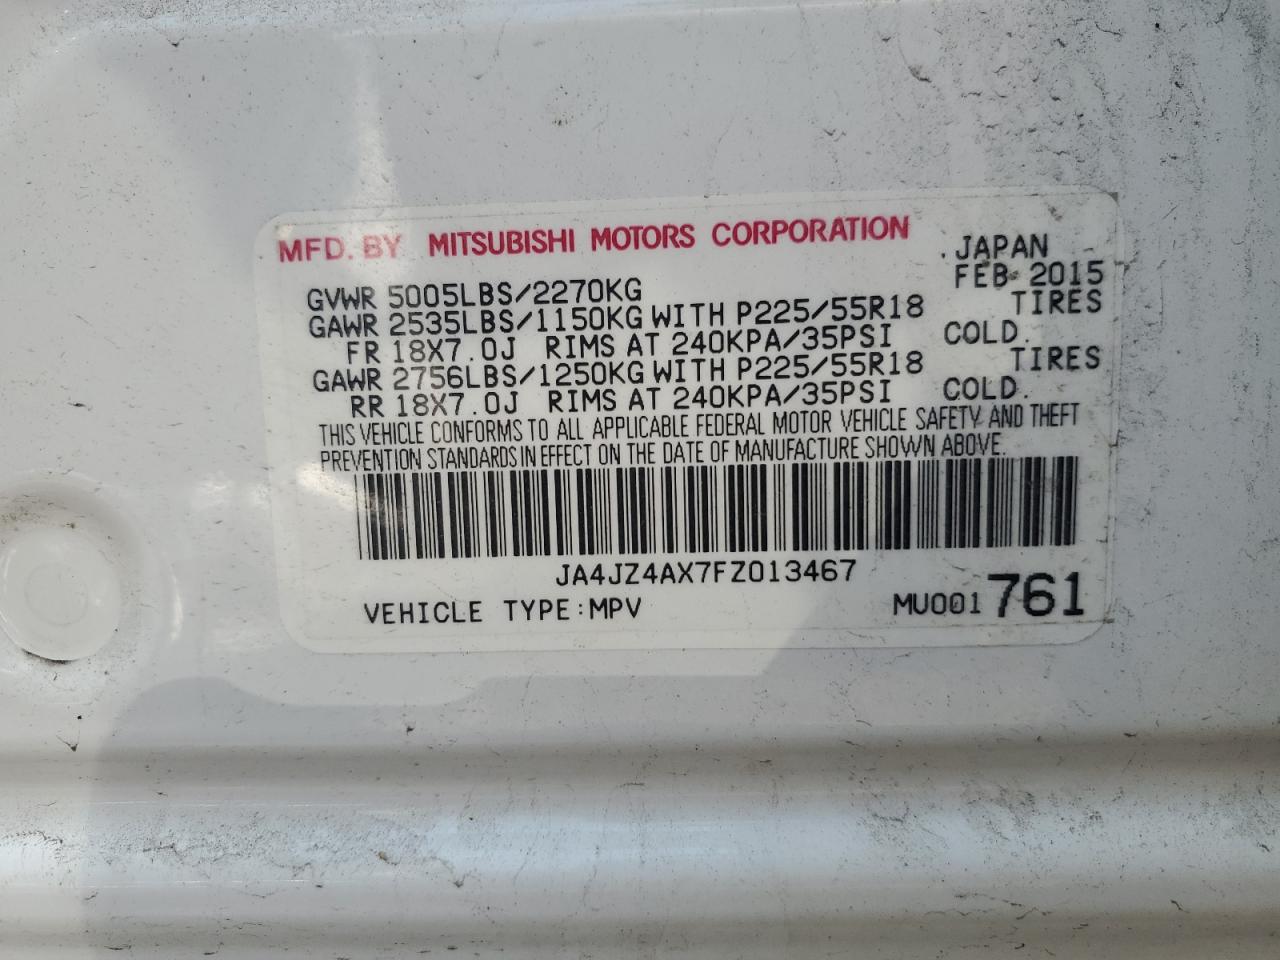 MFD. BY MITSUBISHI MOTORS CORPORATION
JAPAN
FEB 2015
GVWR 5005LBS/2270KG
GAWR 2535LBS/1150KG WITH P225/55R18 TIRES
FR 18X7.0J RIMS AT 240KPA/35PSI COLD.
GAWR 2756LBS/1250KG WITH P225/55R18 TIRES
RR 18X7.0J RIMS AT 240KPA/35PSI COLD.
THIS VEHICLE CONFORMS TO ALL APPLICABLE FEDERAL MOTOR VEHICLE SAFETY AND THEFT
PREVENTION STANDARDS IN EFFECT ON THE DATE OF MANUFACTURE SHOWN ABOVE.
JA4JZ4AX7FZ013467
VEHICLE TYPE:MPV MU001761